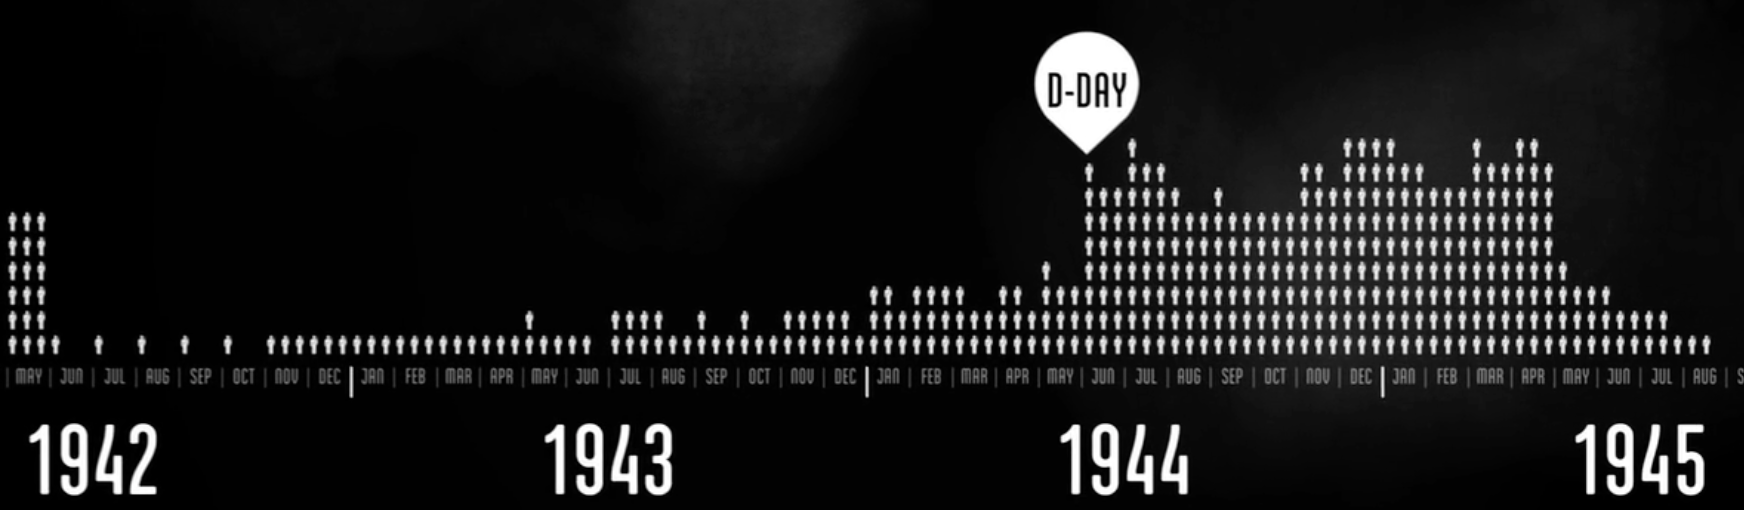 D-DAY
MAY JUN JUL AUG SEP OCT NOV DEC JAN FEB MAR APR MAY JUN JUL AUG SEP OCT NOV DEC JAN FEB MAR APR MAY JUN JUL AUG SEP OCT NOV DEC JAN FEB MAR APR MAY JUN JUL AUG S
1942 1943 1944 1945